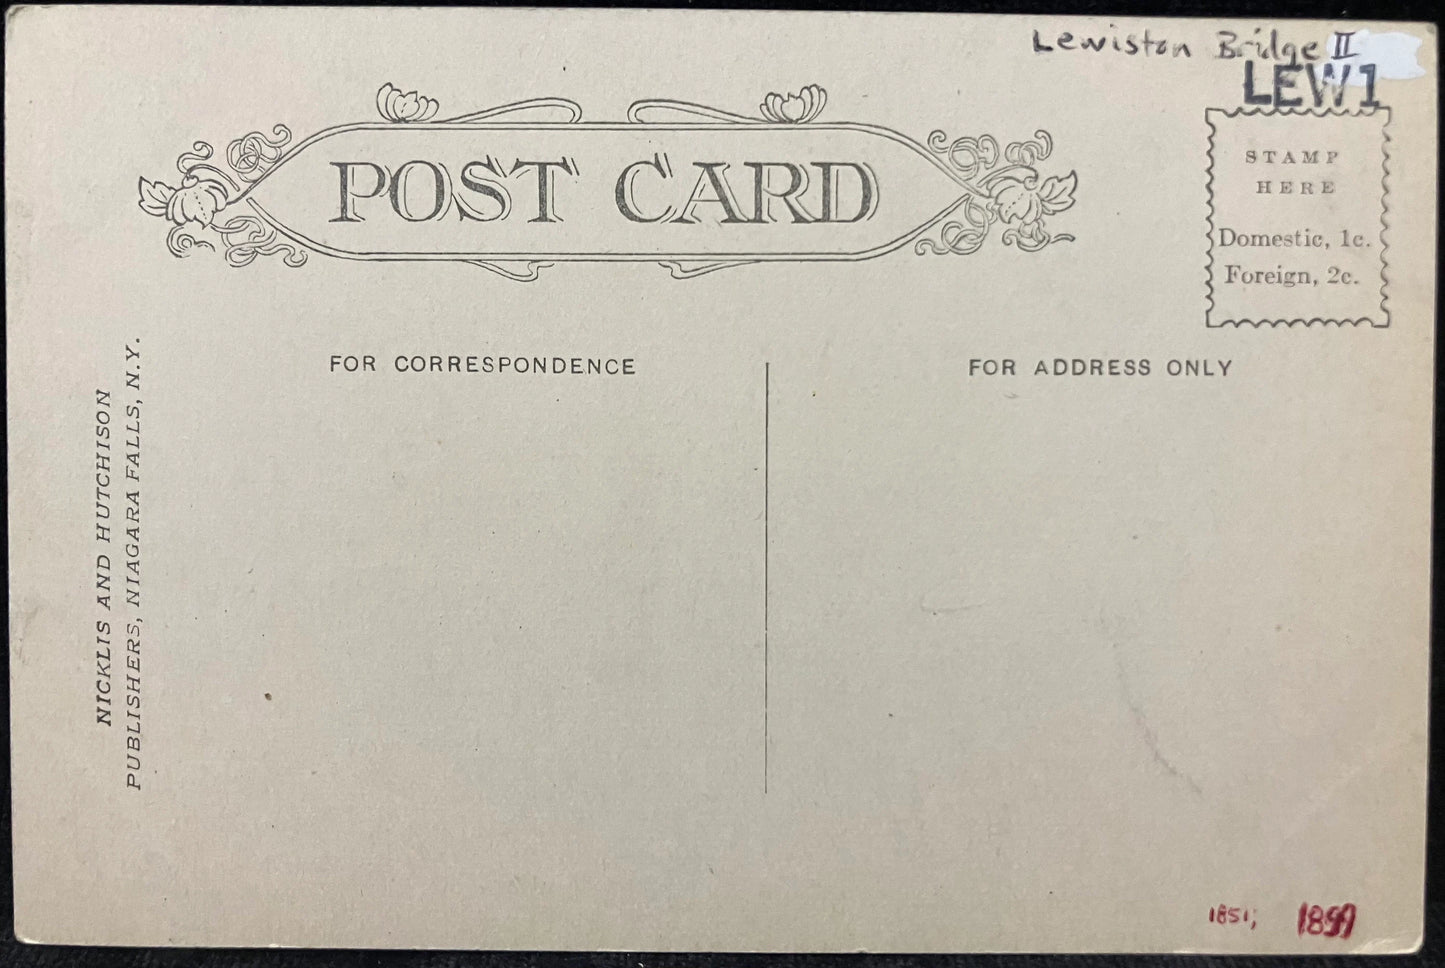 Lewiston Bridge II
LEW1
POST CARD
STAMP
HERE
Domestic, 1c.
Foreign, 2c.
FOR CORRESPONDENCE
FOR ADDRESS ONLY
NICKLIS AND HUTCHISON
PUBLISHERS, NIAGARA FALLS, N.Y.
1851;